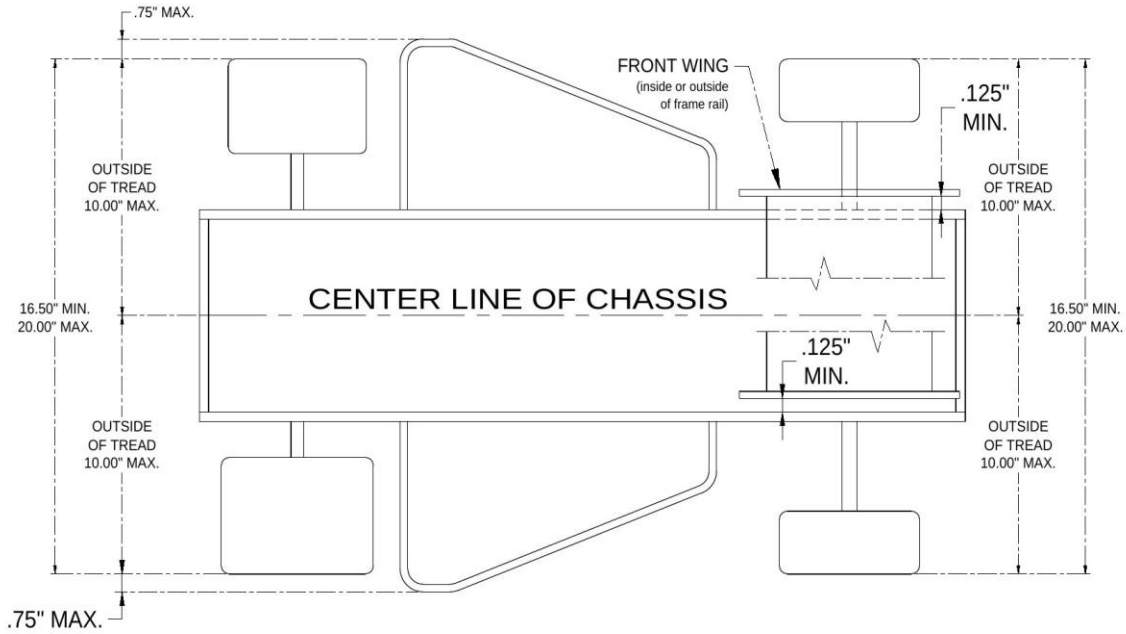 .75" MAX.
FRONT WING
(inside or outside
of frame rail)
.125"
MIN.
OUTSIDE
OF TREAD
10.00" MAX.
OUTSIDE
OF TREAD
10.00" MAX.
16.50" MIN.
20.00" MAX.
CENTER LINE OF CHASSIS
16.50" MIN.
20.00" MAX.
.125"
MIN.
OUTSIDE
OF TREAD
10.00" MAX.
OUTSIDE
OF TREAD
10.00" MAX.
.75" MAX.